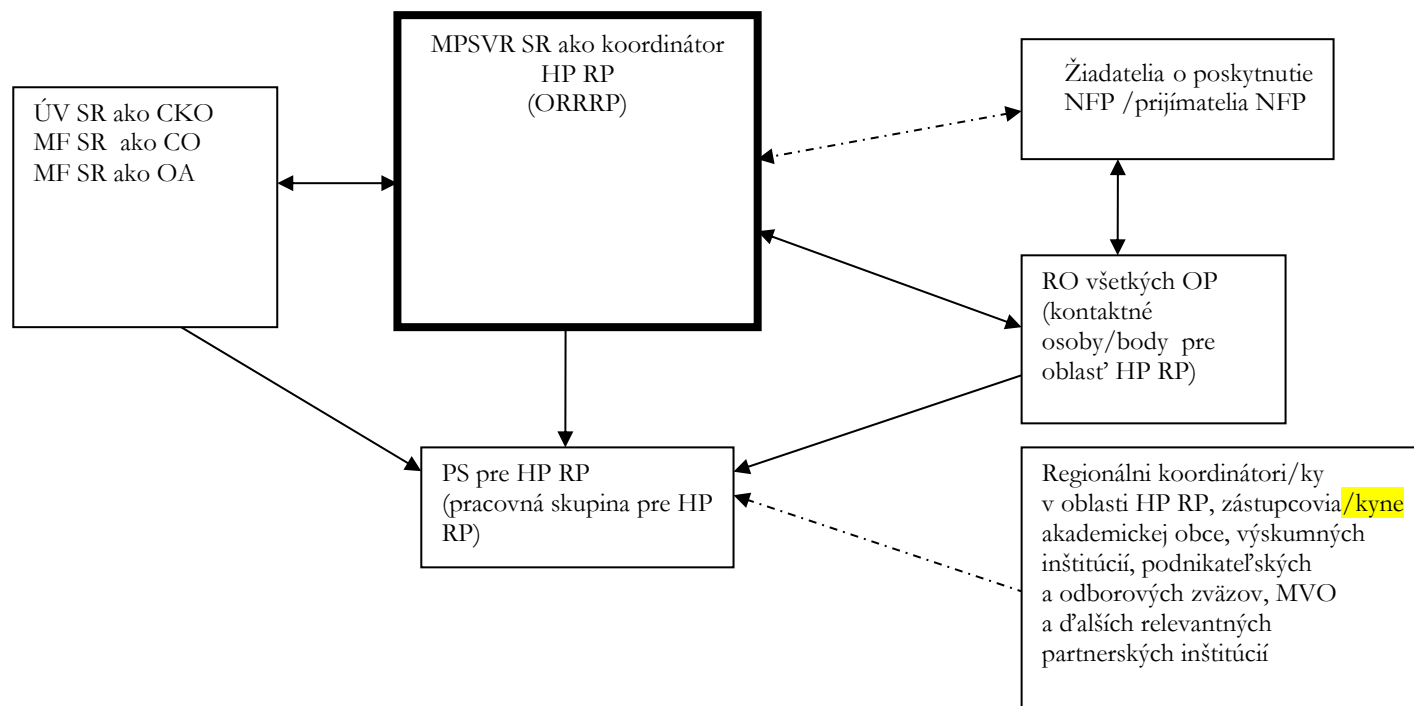 MPSVR SR ako koordinátor
HP RP
(ORRRP)
ÚV SR ako CKO
MF SR ako CO
MF SR ako OA
Žiadatelia o poskytnutie
NFP /prijímatelia NFP
RO všetkých OP
(kontaktné
osoby/body pre
oblasť HP RP)
PS pre HP RP
(pracovná skupina pre HP
RP)
Regionálni koordinátori/ky
v oblasti HP RP, zástupcovia/kyne
akademickej obce, výskumných
inštitúcií, podnikateľských
a odborových zväzov, MVO
a ďalších relevantných
partnerských inštitúcií